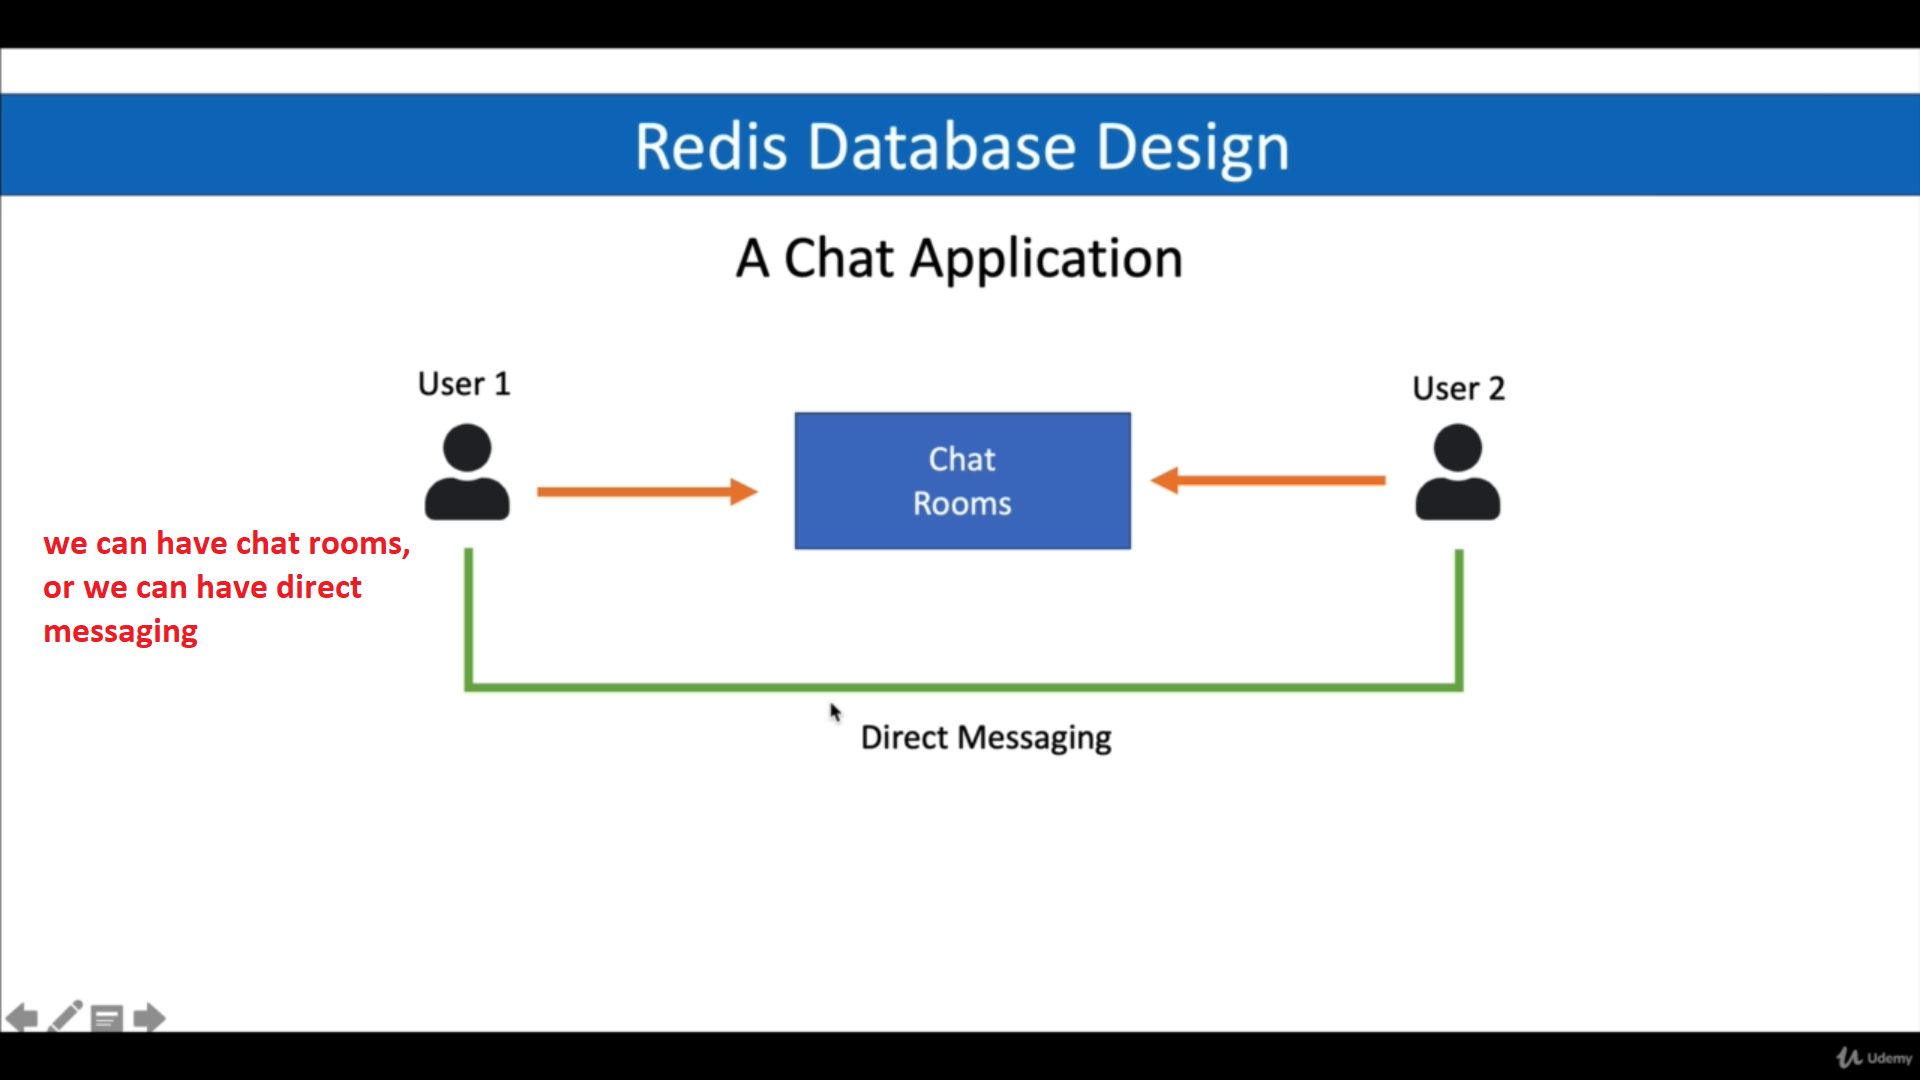 Redis Database Design
A Chat Application
User 1
User 2
Chat
Rooms
we can have chat rooms,
or we can have direct
messaging
Direct Messaging
Udemy